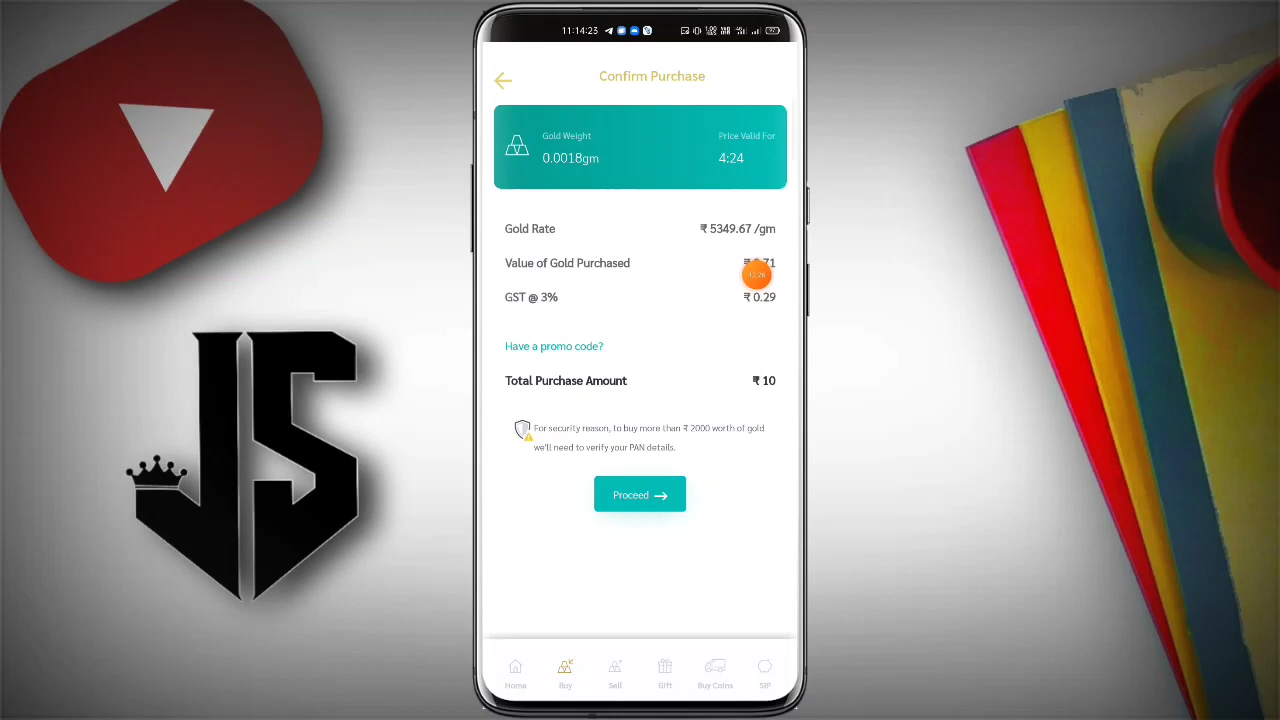 11:14:23
Confirm Purchase
Gold Weight
Price Valid For
0.0018gm
4:24
Gold Rate
₹ 5349.67 /gm
Value of Gold Purchased
GST @ 3%
₹ 0.29
Have a promo code?
Total Purchase Amount
₹ 10
For security reason, to buy more than ₹ 2000 worth of gold
we'll need to verify your PAN details.
Proceed
Home
Buy
Sell
Gift
Buy Coins
SIP
JS